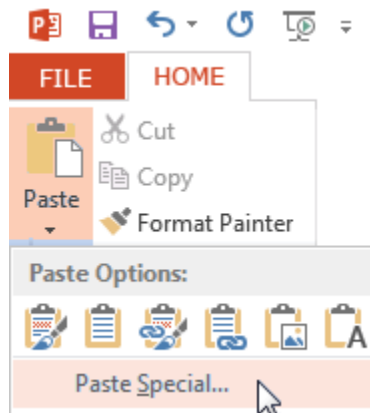 FILE HOME
Cut
Copy
Paste
Format Painter
Paste Options:
A
Paste Special...